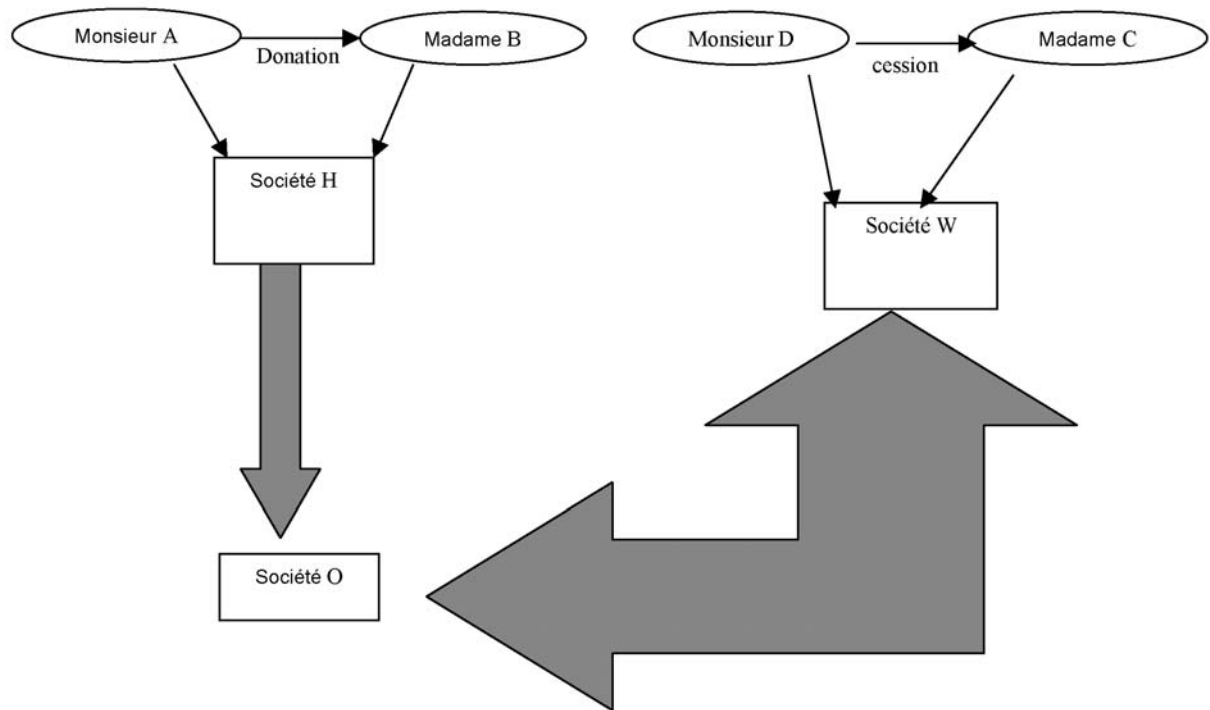 Monsieur A
Donation
Madame B
Monsieur D
cession
Madame C
Société H
Société W
Société O